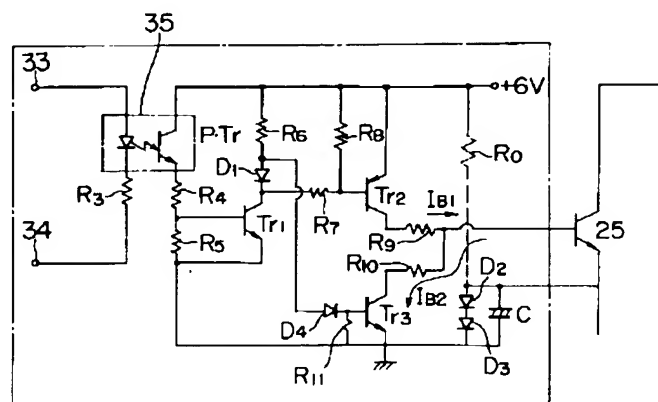 35
33
+6V
P·Tr
R6
R8
R0
D1
Tr2
IB1
R3
R4
R7
Tr1
25
34
R9
R5
R10
D2
IB2
D4
Tr3
C
R11
D3